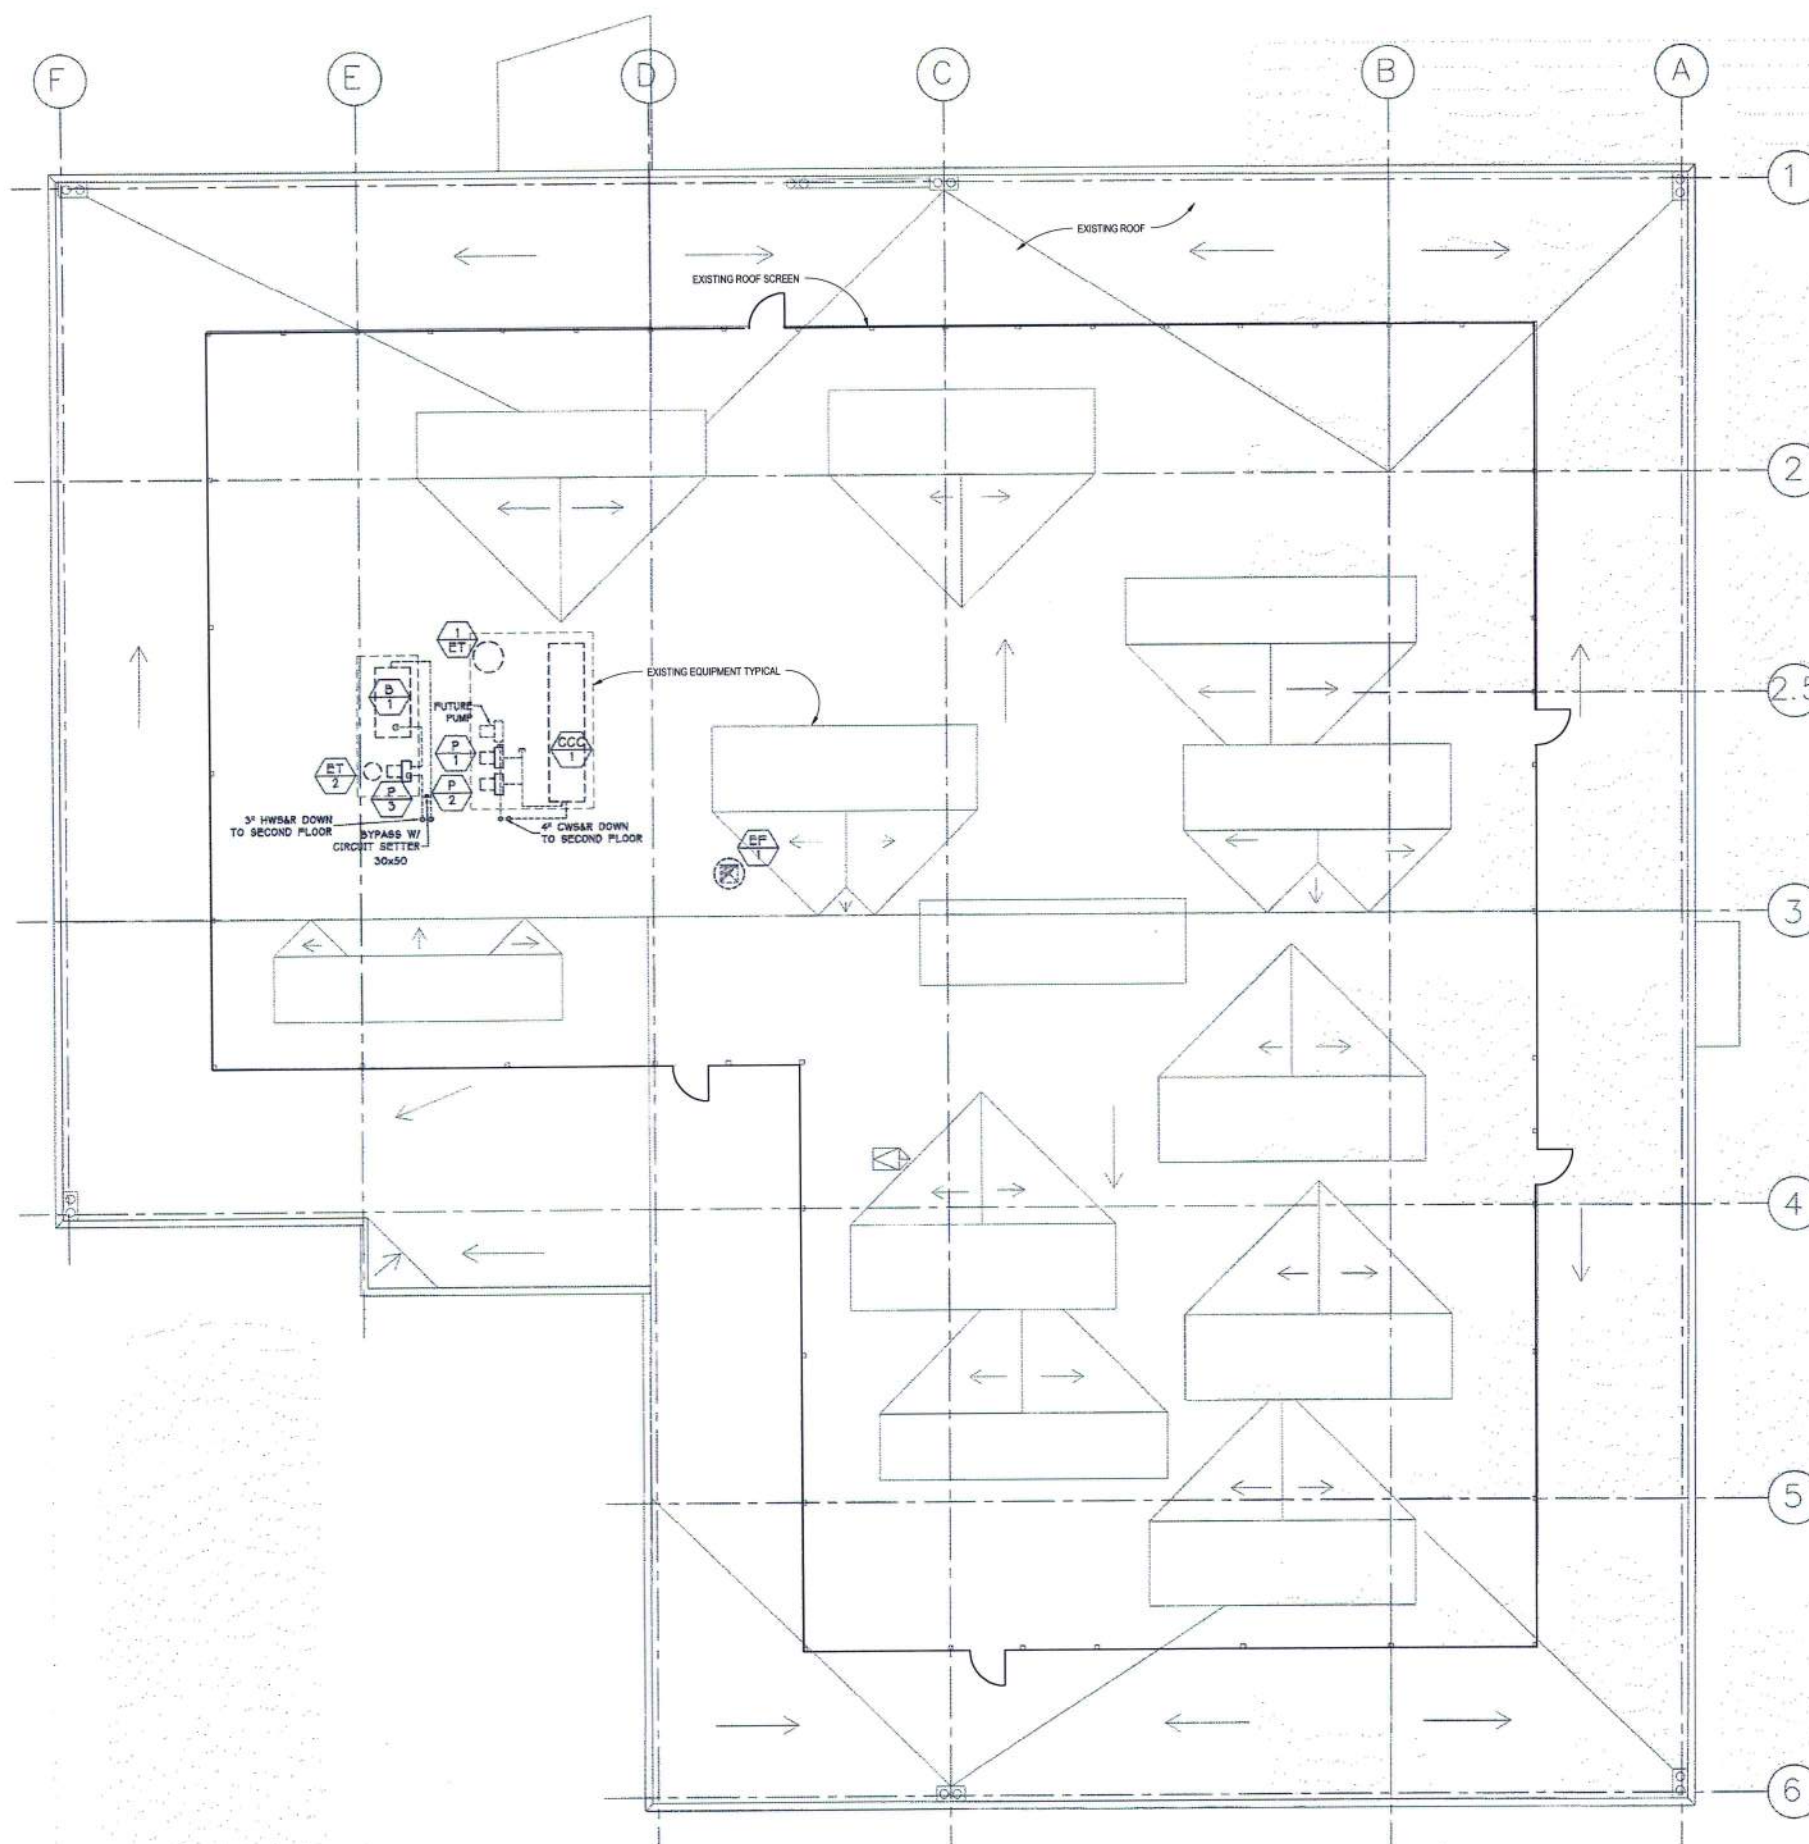 F
E
D
C
B
A
1
EXISTING ROOF
EXISTING ROOF SCREEN
2
1
ET
EXISTING EQUIPMENT TYPICAL
2.5
B
1
FUTURE
PUMP
P
1
CCC
1
ET
2
P
3
P
2
3" HWS&R DOWN
TO SECOND FLOOR
BYPASS W/
CIRCUIT SETTER
30x50
4" CWS&R DOWN
TO SECOND FLOOR
EF
1
3
4
5
6